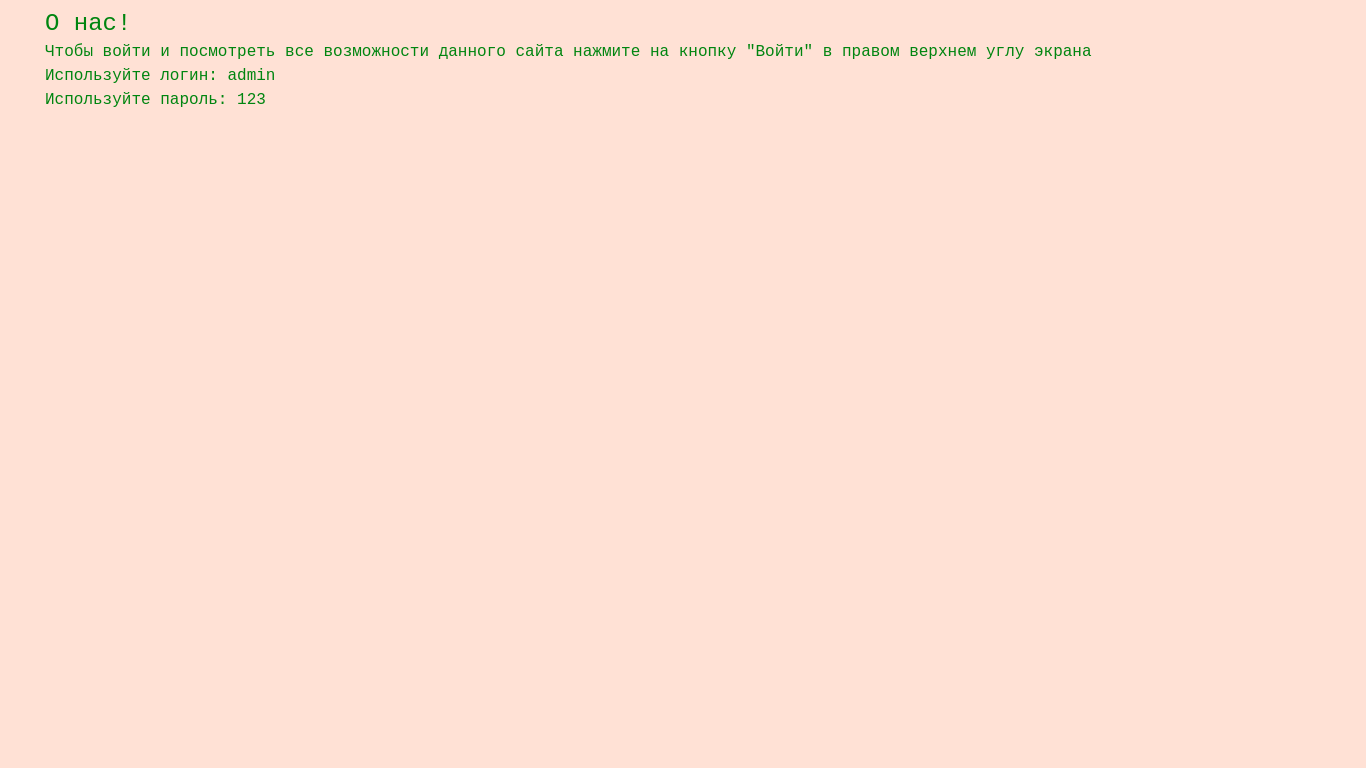 О нас!
Чтобы войти и посмотреть все возможности данного сайта нажмите на кнопку "Войти" в правом верхнем углу экрана
Используйте логин: admin
Используйте пароль: 123